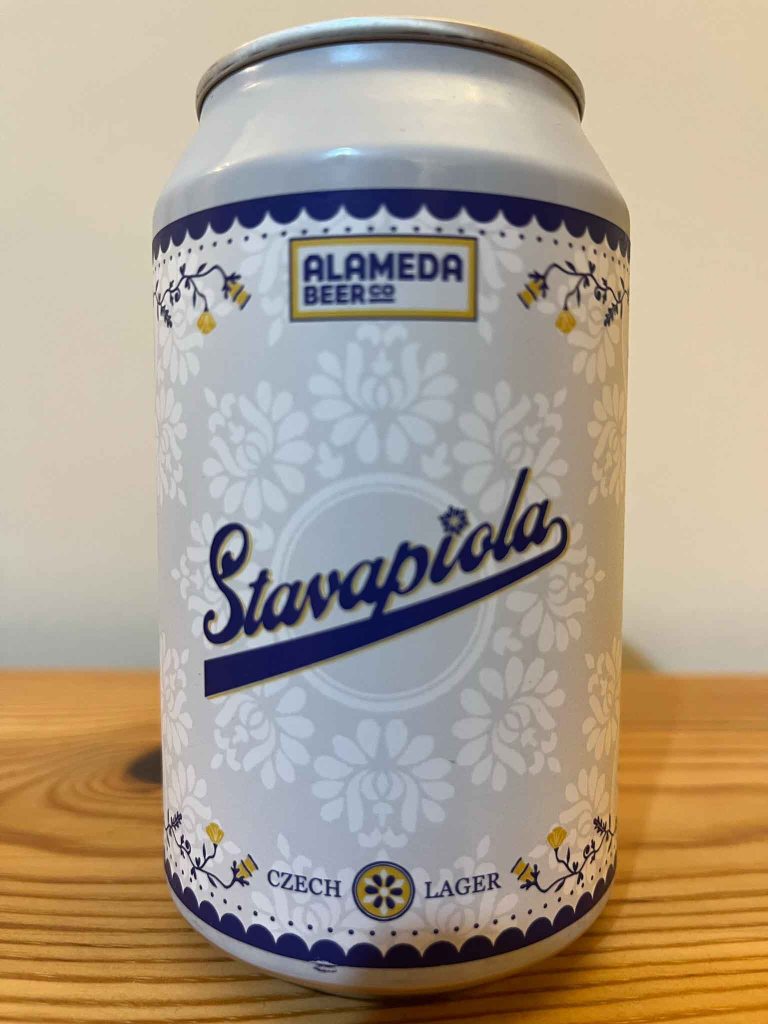 ALAMEDA
BEER CO
Stavapiola
CZECH LAGER